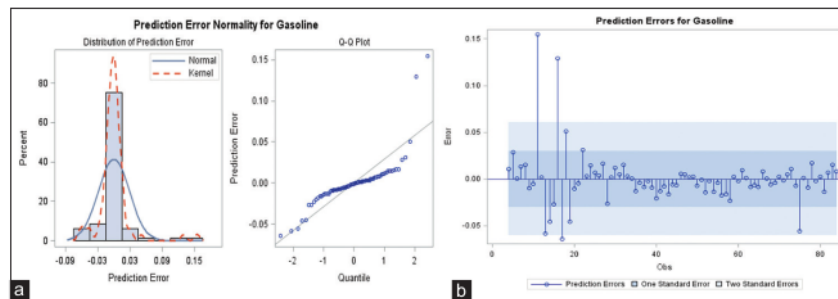 Prediction Error Normality for Gasoline
Distribution of Prediction Error
Normal
Kernel
80
60
40
20
0
Percent
-0.09
-0.03
0.03
0.09
0.15
Prediction Error
Q-Q Plot
0.15
0.10
0.05
0.00
-0.05
Prediction Error
-2
-1
0
1
2
Quantile
a
Prediction Errors for Gasoline
0.15
0.10
0.05
0.00
-0.05
Error
0
20
40
60
80
Obs
Prediction Errors
One Standard Error
Two Standard Errors
b